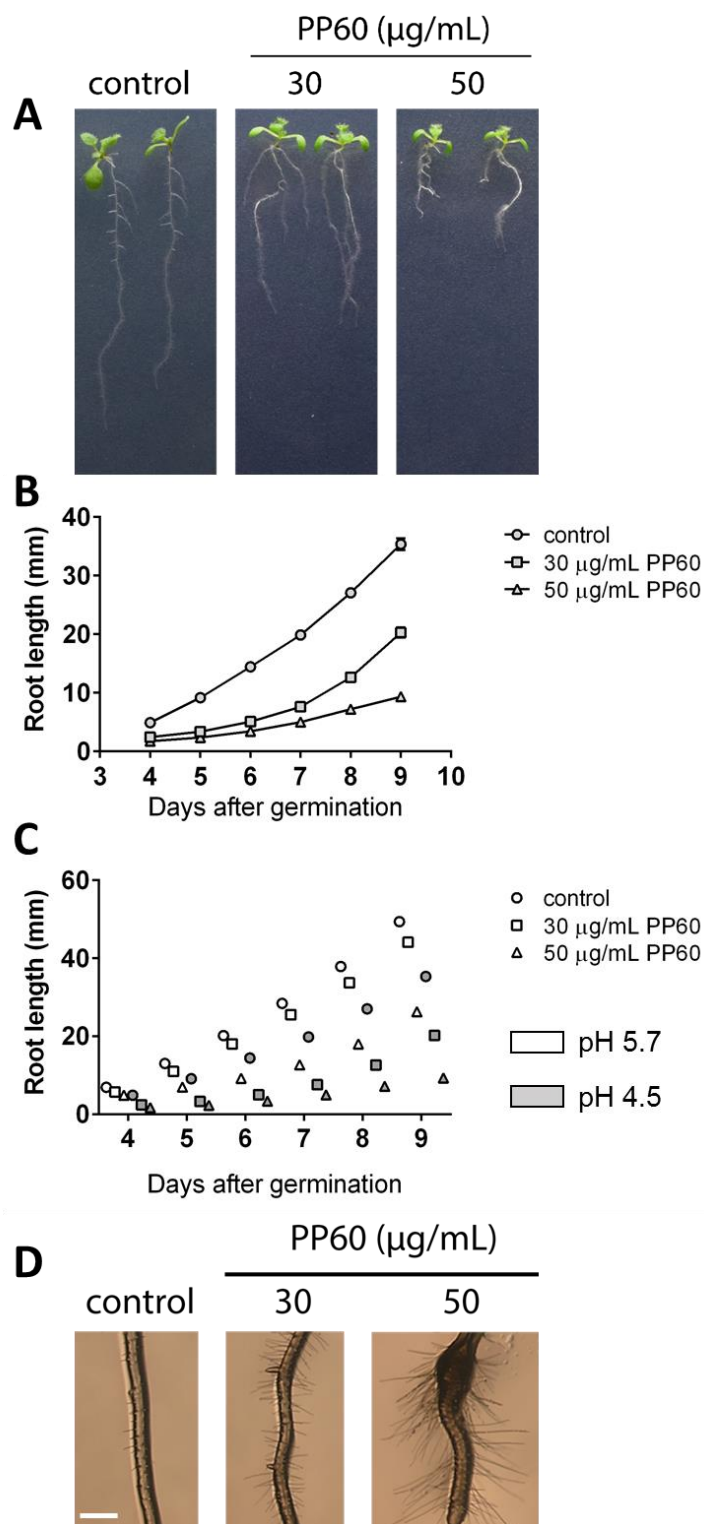 PP60 (μg/mL)
control 30 50
A
B
40
30
20
10
0
Root length (mm)
3 4 5 6 7 8 9 10
Days after germination
control
30 μg/mL PP60
50 μg/mL PP60
C
60
40
20
0
Root length (mm)
4 5 6 7 8 9
Days after germination
control
30 μg/mL PP60
50 μg/mL PP60
pH 5.7
pH 4.5
PP60 (μg/mL)
D
control 30 50